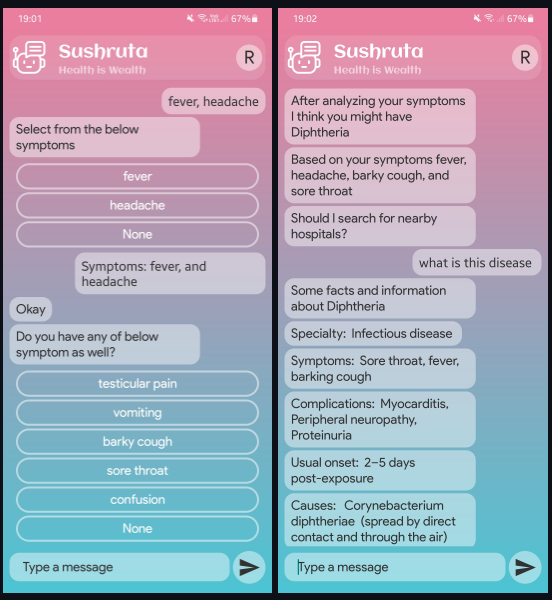 19:01
67%
Sushruta
Health is Wealth
R
fever, headache
Select from the below
symptoms
fever
headache
None
Symptoms: fever, and
headache
Okay
Do you have any of below
symptom as well?
testicular pain
vomiting
barky cough
sore throat
confusion
None
Type a message
19:02
67%
Sushruta
Health is Wealth
R
After analyzing your symptoms
I think you might have
Diphtheria
Based on your symptoms fever,
headache, barky cough, and
sore throat
Should I search for nearby
hospitals?
what is this disease
Some facts and information
about Diphtheria
Specialty: Infectious disease
Symptoms: Sore throat, fever,
barking cough
Complications: Myocarditis,
Peripheral neuropathy,
Proteinuria
Usual onset: 2–5 days
post-exposure
Causes: Corynebacterium
diphtheriae (spread by direct
contact and through the air)
Type a message